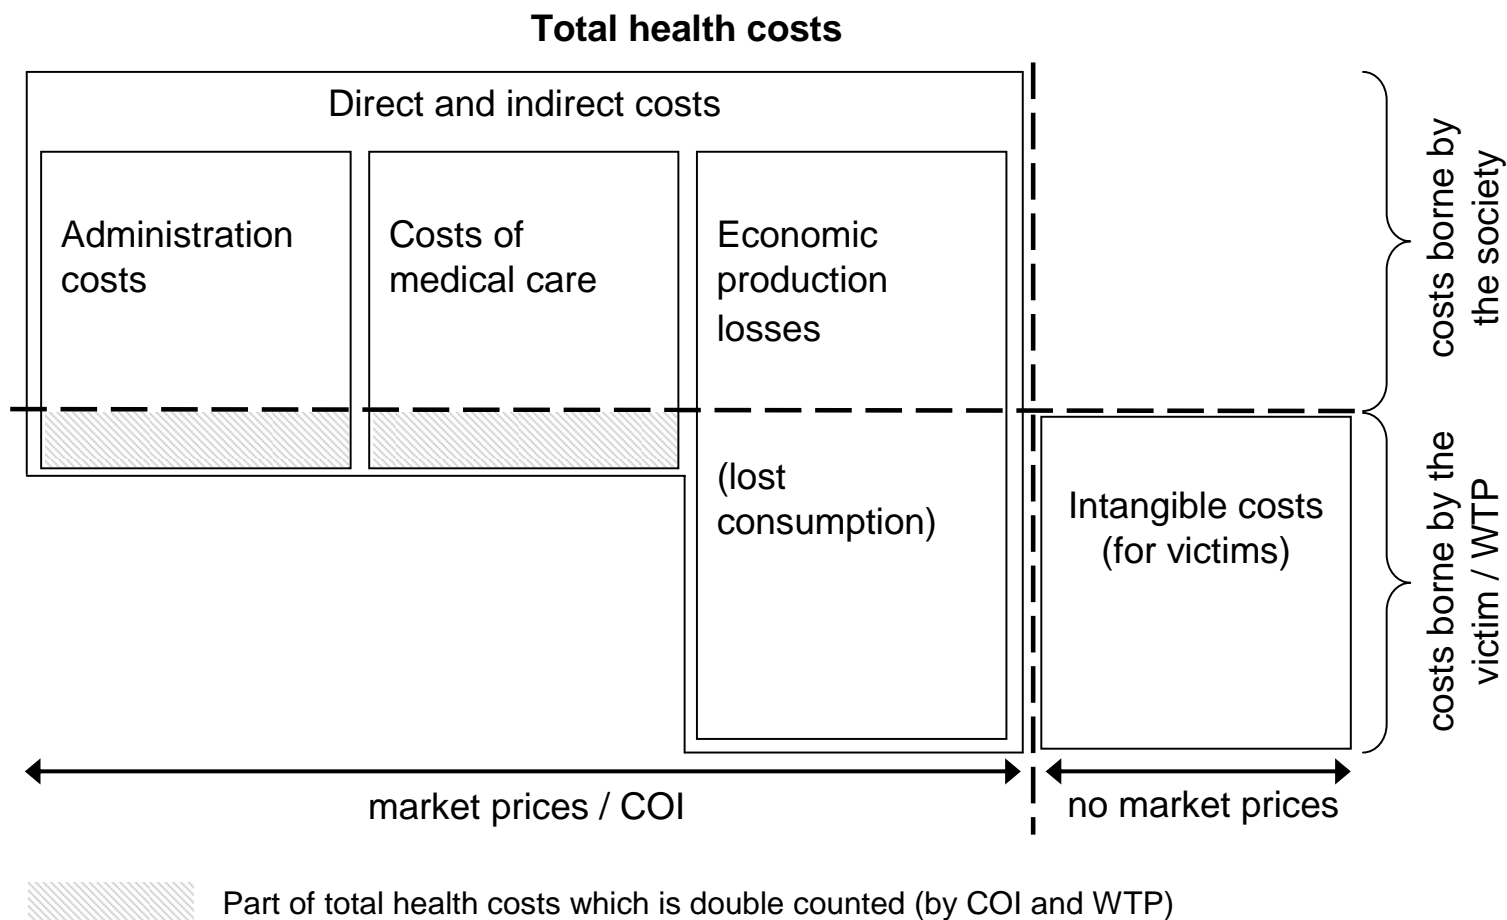 Total health costs
Direct and indirect costs
Administration
costs
Costs of
medical care
Economic
production
losses
(lost
consumption)
Intangible costs
(for victims)
costs borne by
the society
costs borne by the
victim / WTP
market prices / COI
no market prices
Part of total health costs which is double counted (by COI and WTP)